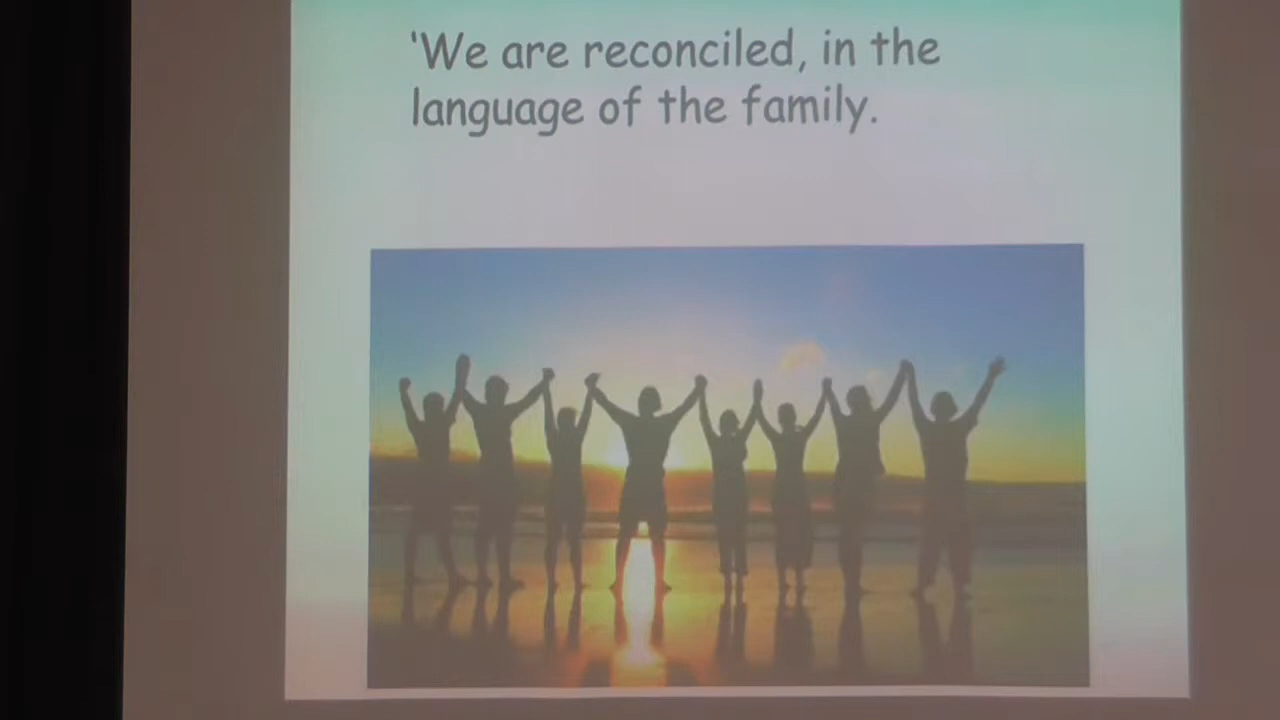 'We are reconciled, in the
language of the family.